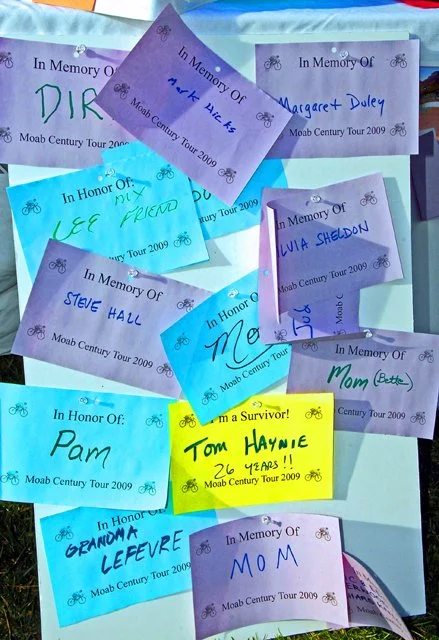 In Memory Of
DIR
Moab Century Tour 2009
In Memory Of
Mark Hicks
Moab Century Tour 2009
In Memory Of
Margaret Duley
Moab Century Tour 2009
In Honor Of:
MY
LEE FRIEND
Moab Century Tour 2009
Tour 2009
In Memory Of
LVIA SHELDON
Tour 2009
Moab C
In Memory Of
STEVE HALL
Moab Century Tour 2009
In Honor O
Me
Moab Century
In Memory Of
Mom (Bette)
Moab Century Tour 2009
In Honor Of:
Pam
Moab Century Tour 2009
I'm a Survivor!
TOM HAYNIE
26 YEARS!!
Moab Century Tour 2009
In Honor Of
GRANDMA
LEFEVRE
Moab Century Tour 2009
In Memory Of
MOM
Moab Century Tour 2009